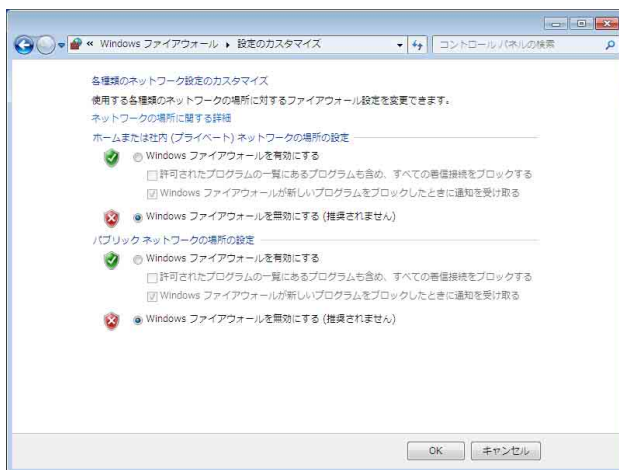 « Windows ファイアウォール ▸ 設定のカスタマイズ
コントロール パネルの検索
各種類のネットワーク設定のカスタマイズ
使用する各種類のネットワークの場所に対するファイアウォール設定を変更できます。
ネットワークの場所に関する詳細
ホームまたは社内 (プライベート) ネットワークの場所の設定
Windows ファイアウォールを有効にする
許可されたプログラムの一覧にあるプログラムも含め、すべての着信接続をブロックする
Windows ファイアウォールが新しいプログラムをブロックしたときに通知を受け取る
Windows ファイアウォールを無効にする (推奨されません)
パブリック ネットワークの場所の設定
Windows ファイアウォールを有効にする
許可されたプログラムの一覧にあるプログラムも含め、すべての着信接続をブロックする
Windows ファイアウォールが新しいプログラムをブロックしたときに通知を受け取る
Windows ファイアウォールを無効にする (推奨されません)
OK
キャンセル